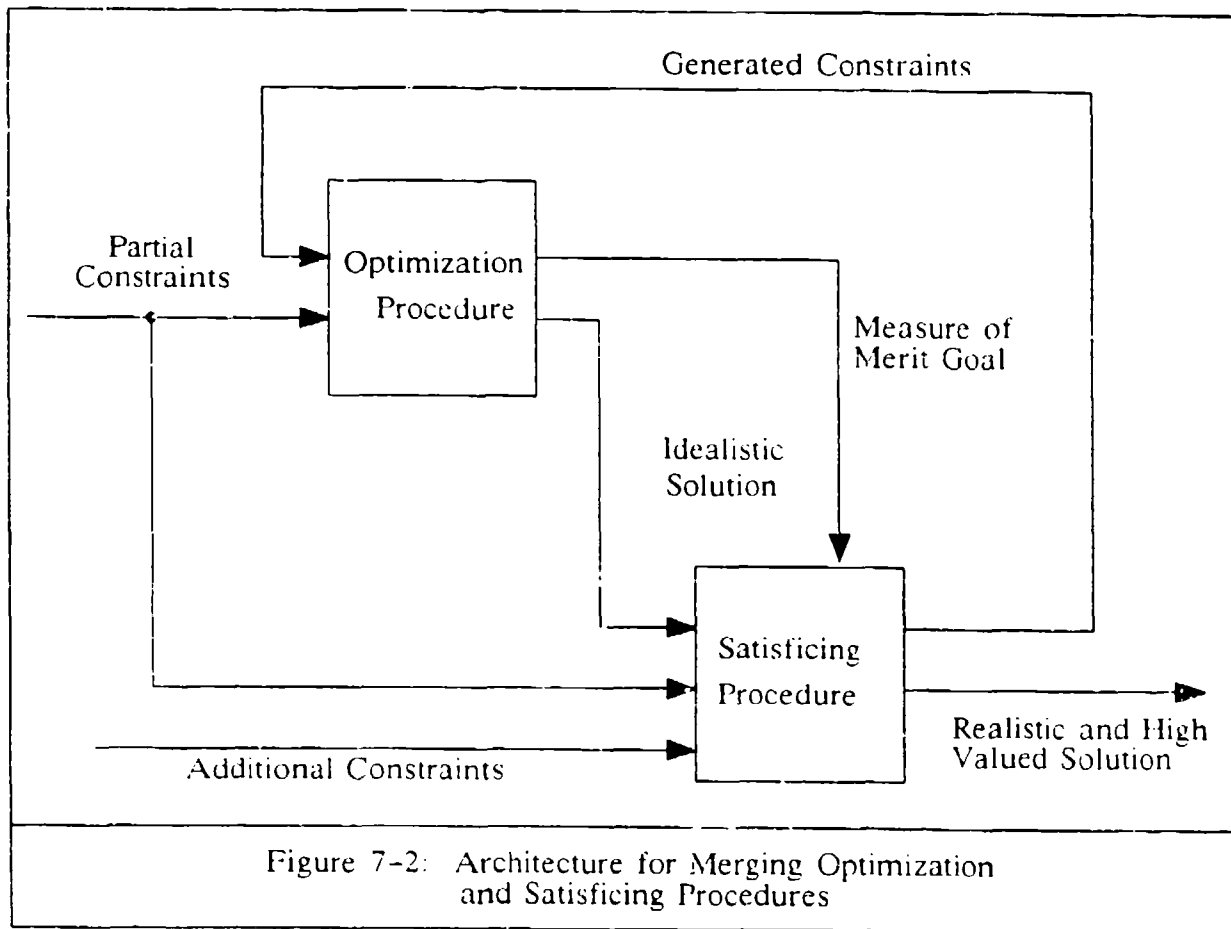 Generated Constraints
Partial
Constraints
Optimization
Procedure
Measure of
Merit Goal
Idealistic
Solution
Satisficing
Procedure
Realistic and High
Valued Solution
Additional Constraints
Figure 7-2: Architecture for Merging Optimization
and Satisficing Procedures